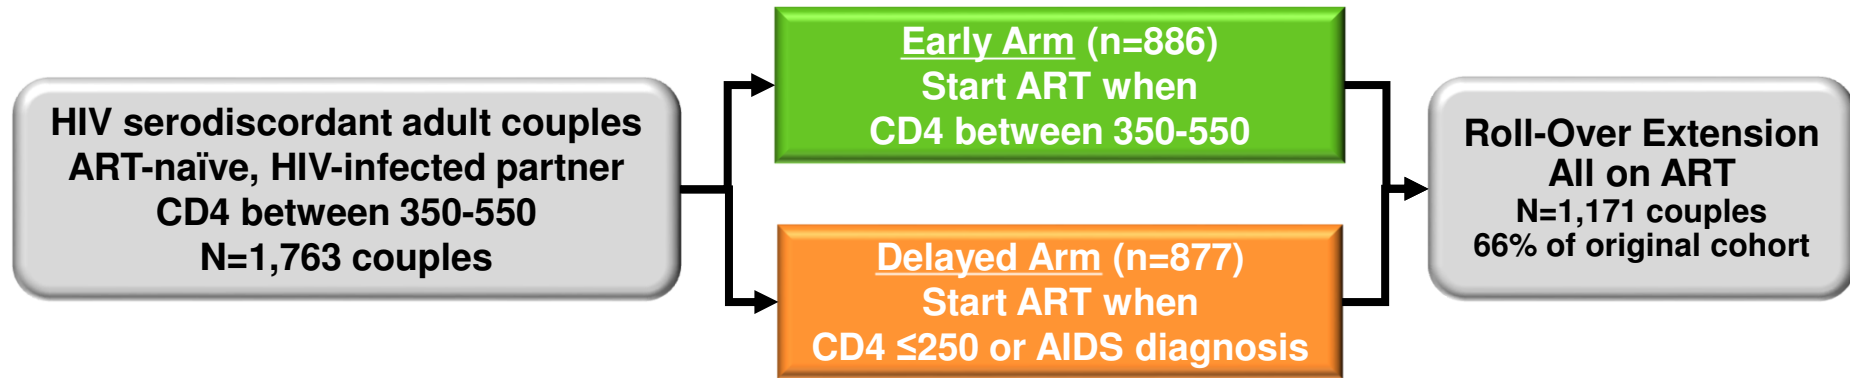 HIV serodiscordant adult couples
ART-naïve, HIV-infected partner
CD4 between 350-550
N=1,763 couples
Early Arm (n=886)
Start ART when
CD4 between 350-550
Delayed Arm (n=877)
Start ART when
CD4 ≤250 or AIDS diagnosis
Roll-Over Extension
All on ART
N=1,171 couples
66% of original cohort